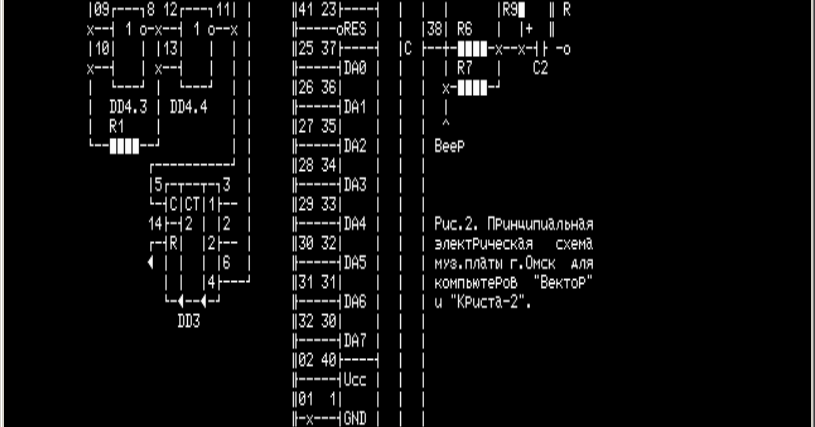 09 8 12 11 41 23 R9 R
1 1 RES 38 R6 +
10 13 25 37 C
DA0 R7 C2
26 36
DD4.3 DD4.4 DA1
R1 27 35
DA2 BeeP
28 34
5 3 DA3
C CT 1 29 33
14 2 2 DA4 Рис.2. Принципиальная
R 2 30 32 электрическая схема
6 DA5 муз.платы г.Омск для
4 31 31 компьютеров "Вектор"
DA6 и "Криста-2".
DD3 32 30
DA7
02 40
Ucc
01 1
GND